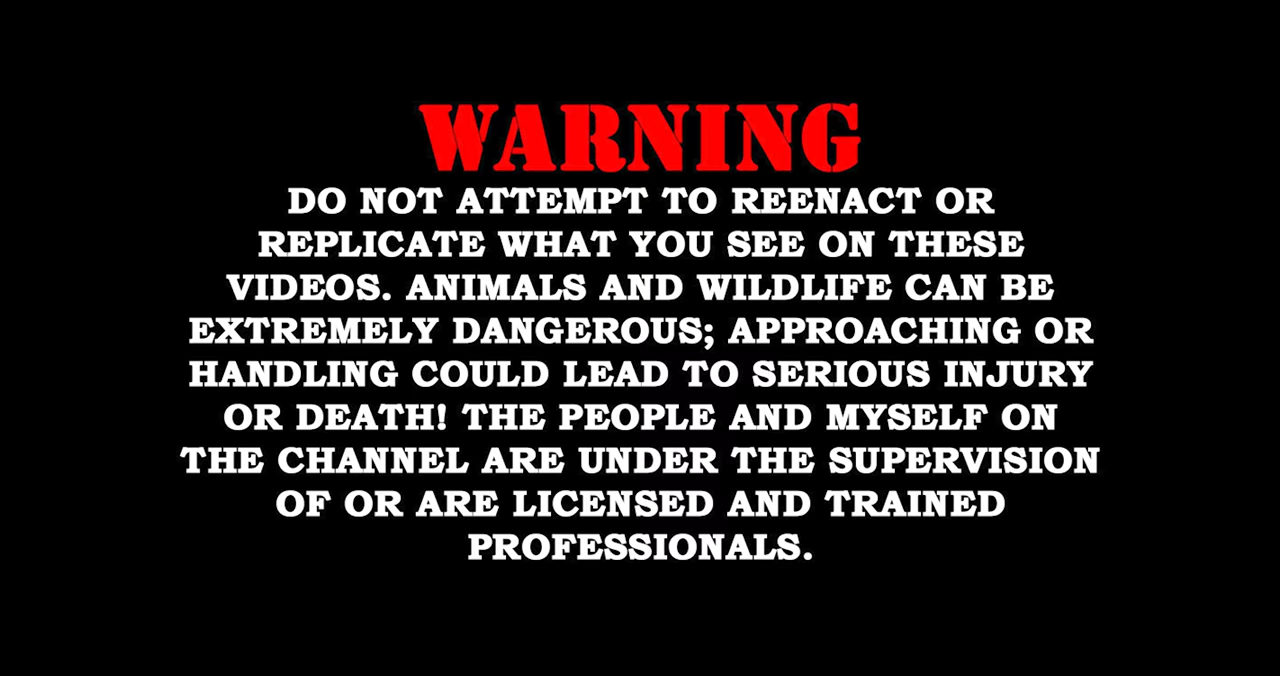 WARNING
DO NOT ATTEMPT TO REENACT OR
REPLICATE WHAT YOU SEE ON THESE
VIDEOS. ANIMALS AND WILDLIFE CAN BE
EXTREMELY DANGEROUS; APPROACHING OR
HANDLING COULD LEAD TO SERIOUS INJURY
OR DEATH! THE PEOPLE AND MYSELF ON
THE CHANNEL ARE UNDER THE SUPERVISION
OF OR ARE LICENSED AND TRAINED
PROFESSIONALS.